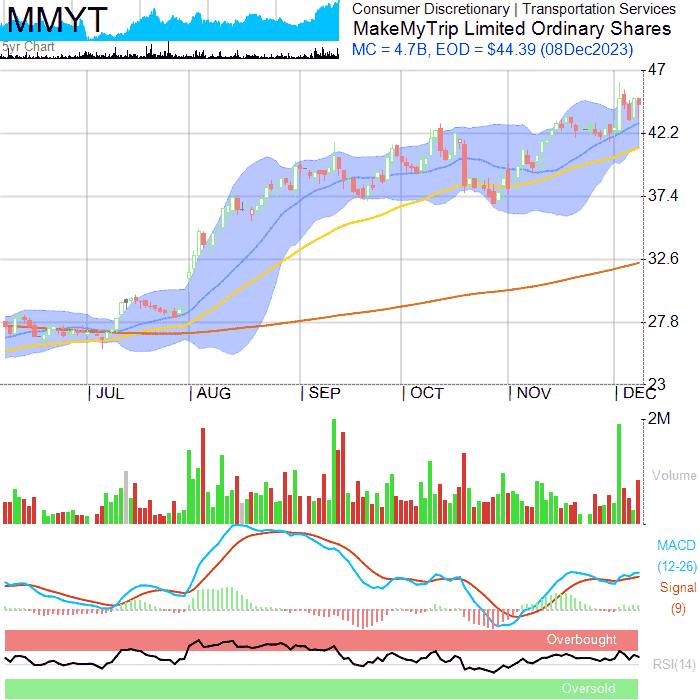 MMYT
5yr Chart
Consumer Discretionary | Transportation Services
MakeMyTrip Limited Ordinary Shares
MC = 4.7B, EOD = $44.39 (08Dec2023)
47
42.2
37.4
32.6
27.8
23
JUL AUG SEP OCT NOV DEC
2M
Volume
MACD
(12-26)
Signal
(9)
Overbought
RSI(14)
Oversold